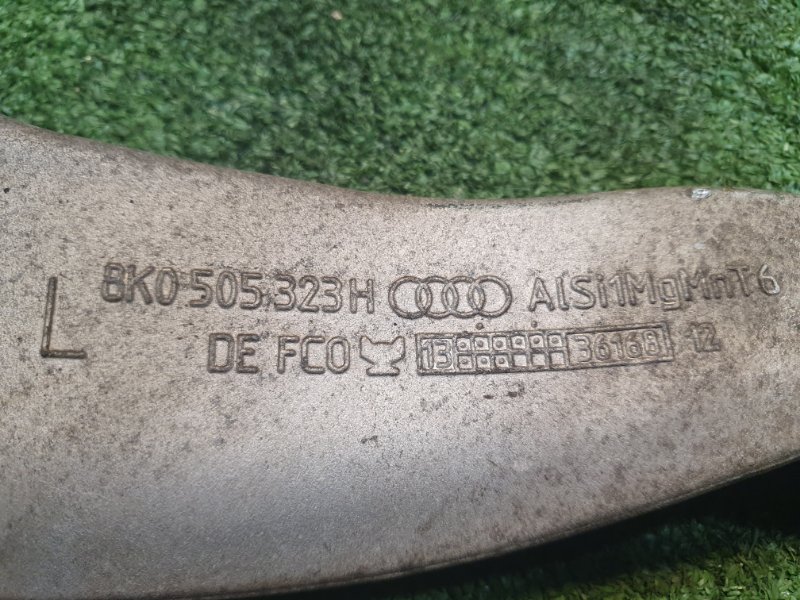 L 8K0 505 323 H AlSi1MgMnT6
DE FCO 13 36168 12